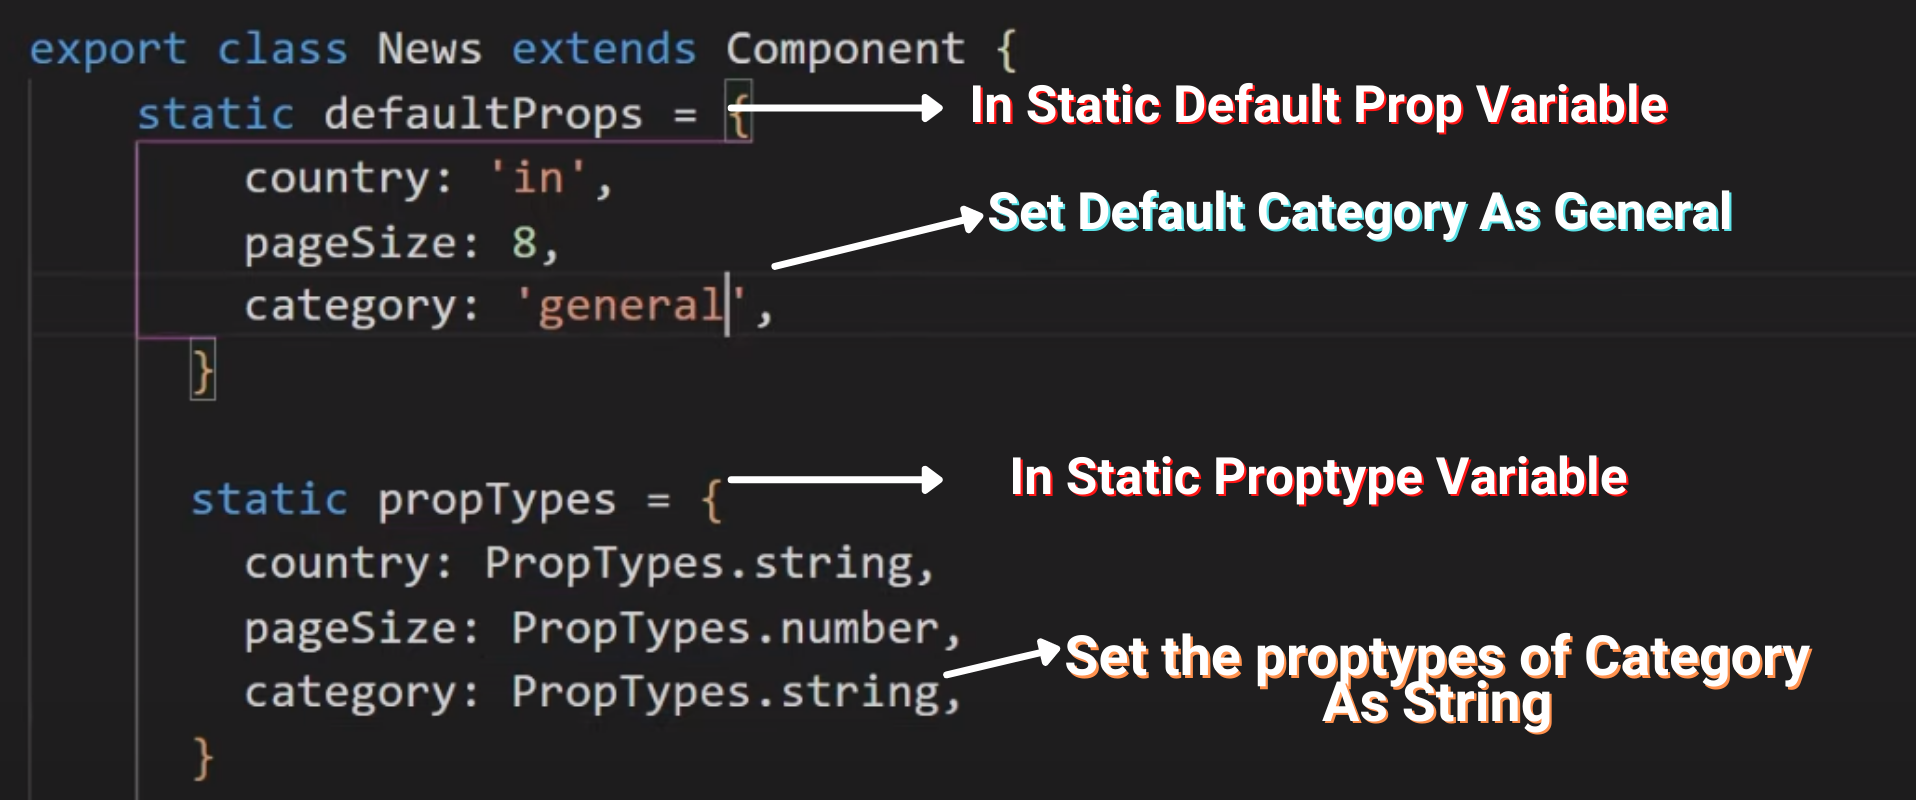 export class News extends Component {
static defaultProps = {
In Static Default Prop Variable
country: 'in',
Set Default Category As General
pageSize: 8,
category: 'general',
}
static propTypes = {
In Static Proptype Variable
country: PropTypes.string,
pageSize: PropTypes.number,
Set the proptypes of Category
As String
category: PropTypes.string,
}